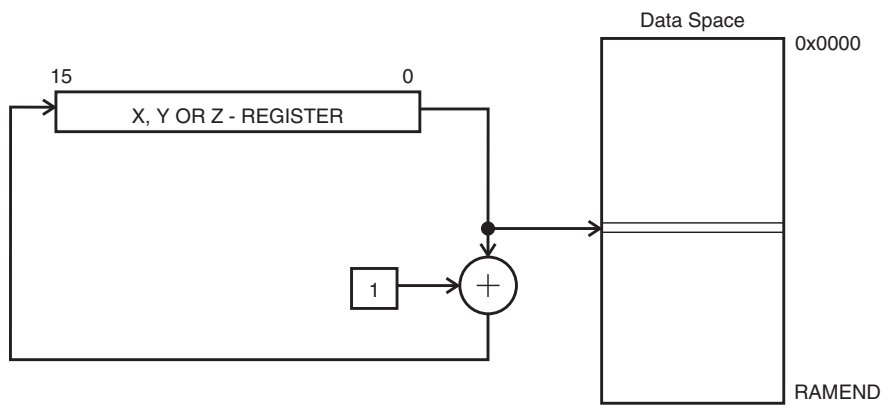 Data Space
0x0000
15
0
X, Y OR Z - REGISTER
1
+
RAMEND